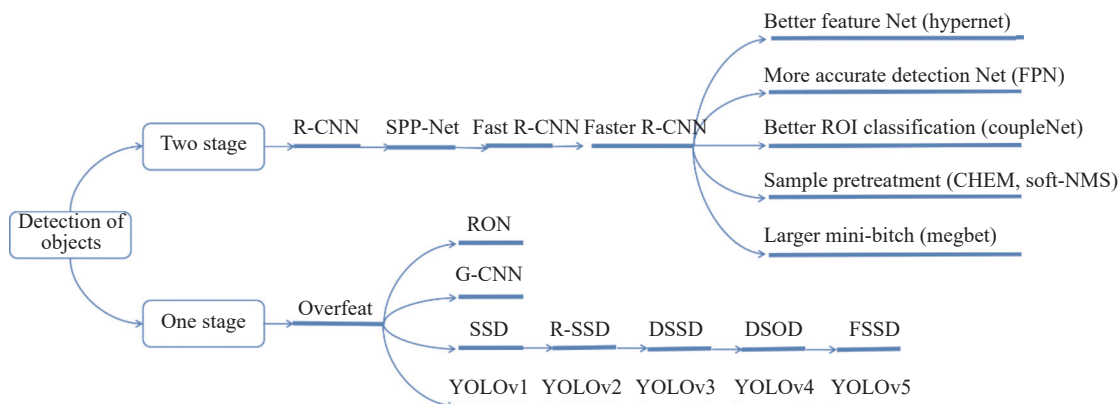 Better feature Net (hypernet)
More accurate detection Net (FPN)
R-CNN
SPP-Net
Fast R-CNN
Faster R-CNN
Better ROI classification (coupleNet)
Two stage
Sample pretreatment (CHEM, soft-NMS)
Detection of
objects
RON
Larger mini-bitch (megbet)
G-CNN
One stage
Overfeat
SSD
R-SSD
DSSD
DSOD
FSSD
YOLOv1
YOLOv2
YOLOv3
YOLOv4
YOLOv5